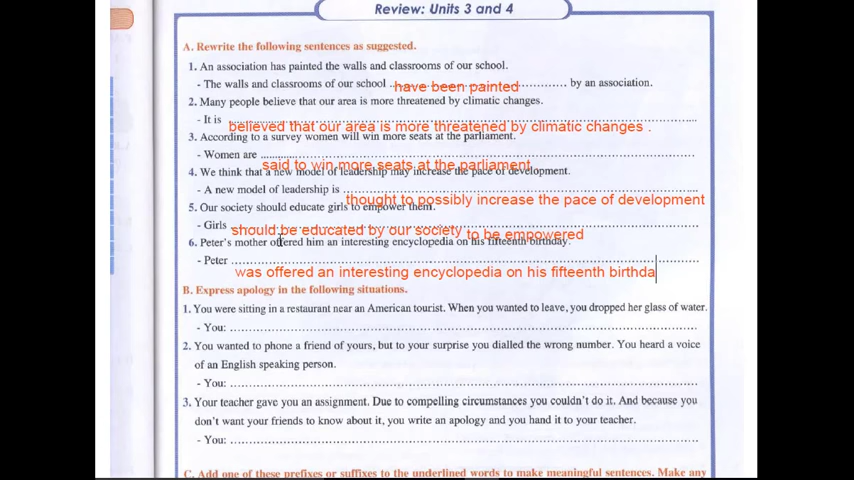 Review: Units 3 and 4
A. Rewrite the following sentences as suggested.
1. An association has painted the walls and classrooms of our school.
- The walls and classrooms of our school have been painted by an association.
2. Many people believe that our area is more threatened by climatic changes.
- It is believed that our area is more threatened by climatic changes .
3. According to a survey women will win more seats at the parliament.
- Women are said to win more seats at the parliament
4. We think that a new model of leadership may increase the pace of development.
- A new model of leadership is thought to possibly increase the pace of development
5. Our society should educate girls to empower them.
- Girls should be educated by our society to be empowered
6. Peter's mother offered him an interesting encyclopedia on his fifteenth birthday.
- Peter was offered an interesting encyclopedia on his fifteenth birthda
B. Express apology in the following situations.
1. You were sitting in a restaurant near an American tourist. When you wanted to leave, you dropped her glass of water.
- You:
2. You wanted to phone a friend of yours, but to your surprise you dialled the wrong number. You heard a voice
of an English speaking person.
- You:
3. Your teacher gave you an assignment. Due to compelling circumstances you couldn't do it. And because you
don't want your friends to know about it, you write an apology and you hand it to your teacher.
- You:
C. Add one of these prefixes or suffixes to the underlined words to make meaningful sentences. Make any